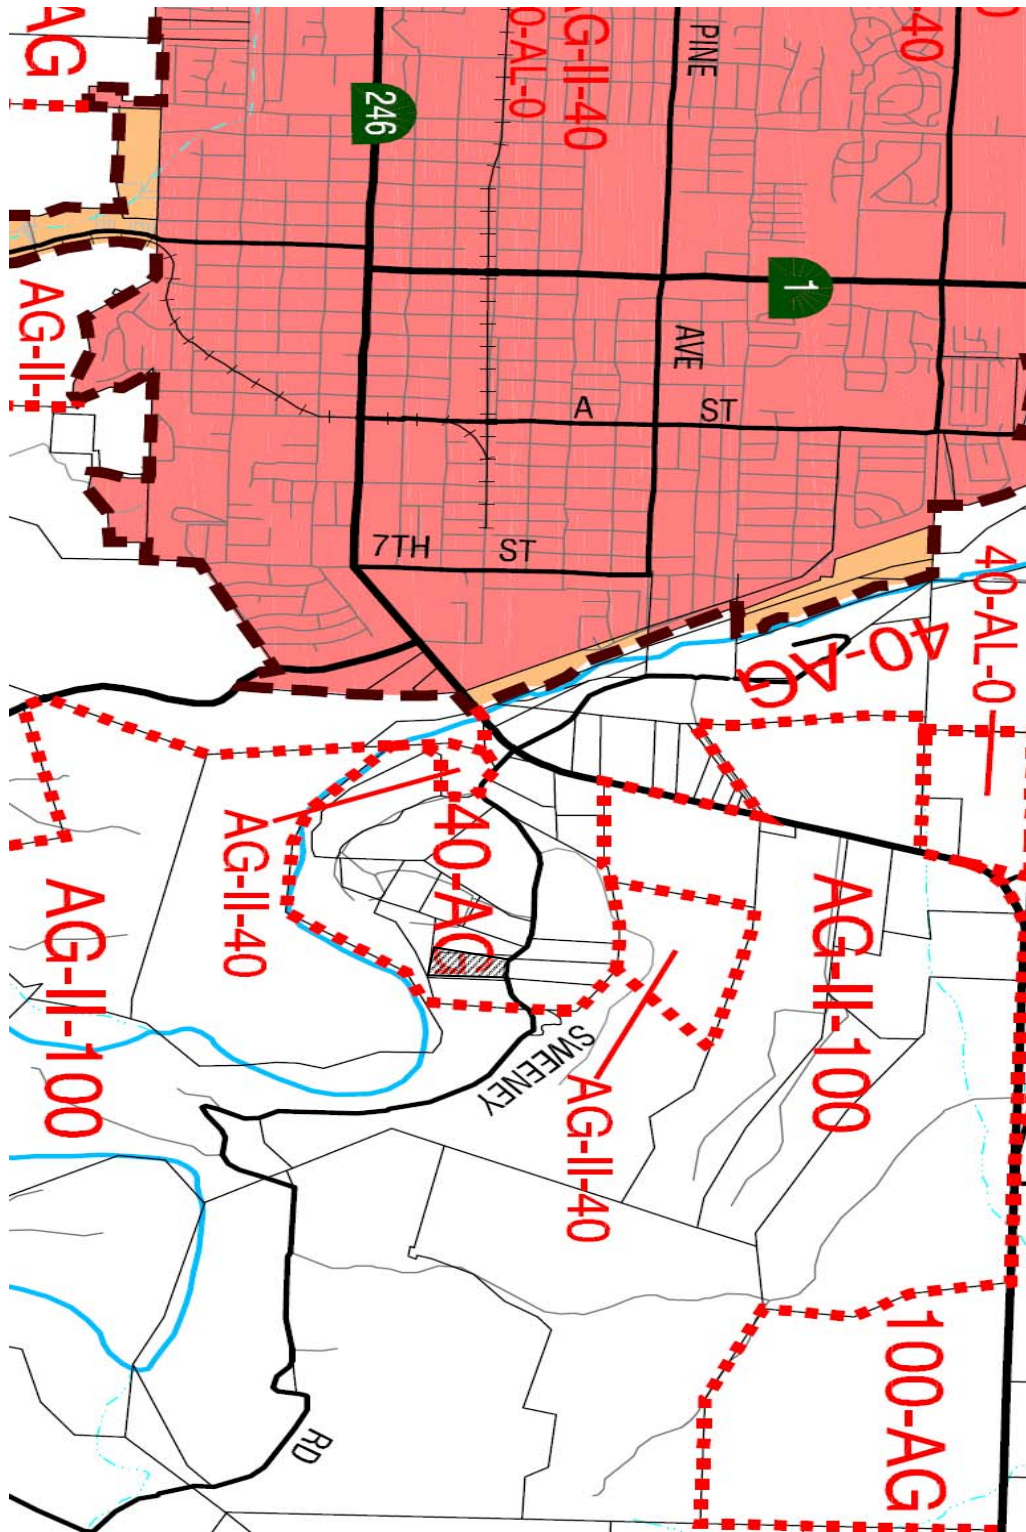 AG
246
0-AL-0
AG-II-40
PINE
-40
1
AG-II-
AVE
A
ST
7TH
ST
40-AL-0
40-AG
AG-II-40
40-AG
AG-II-100
AG-II-100
SWEENEY
AG-II-40
100-AG
RD